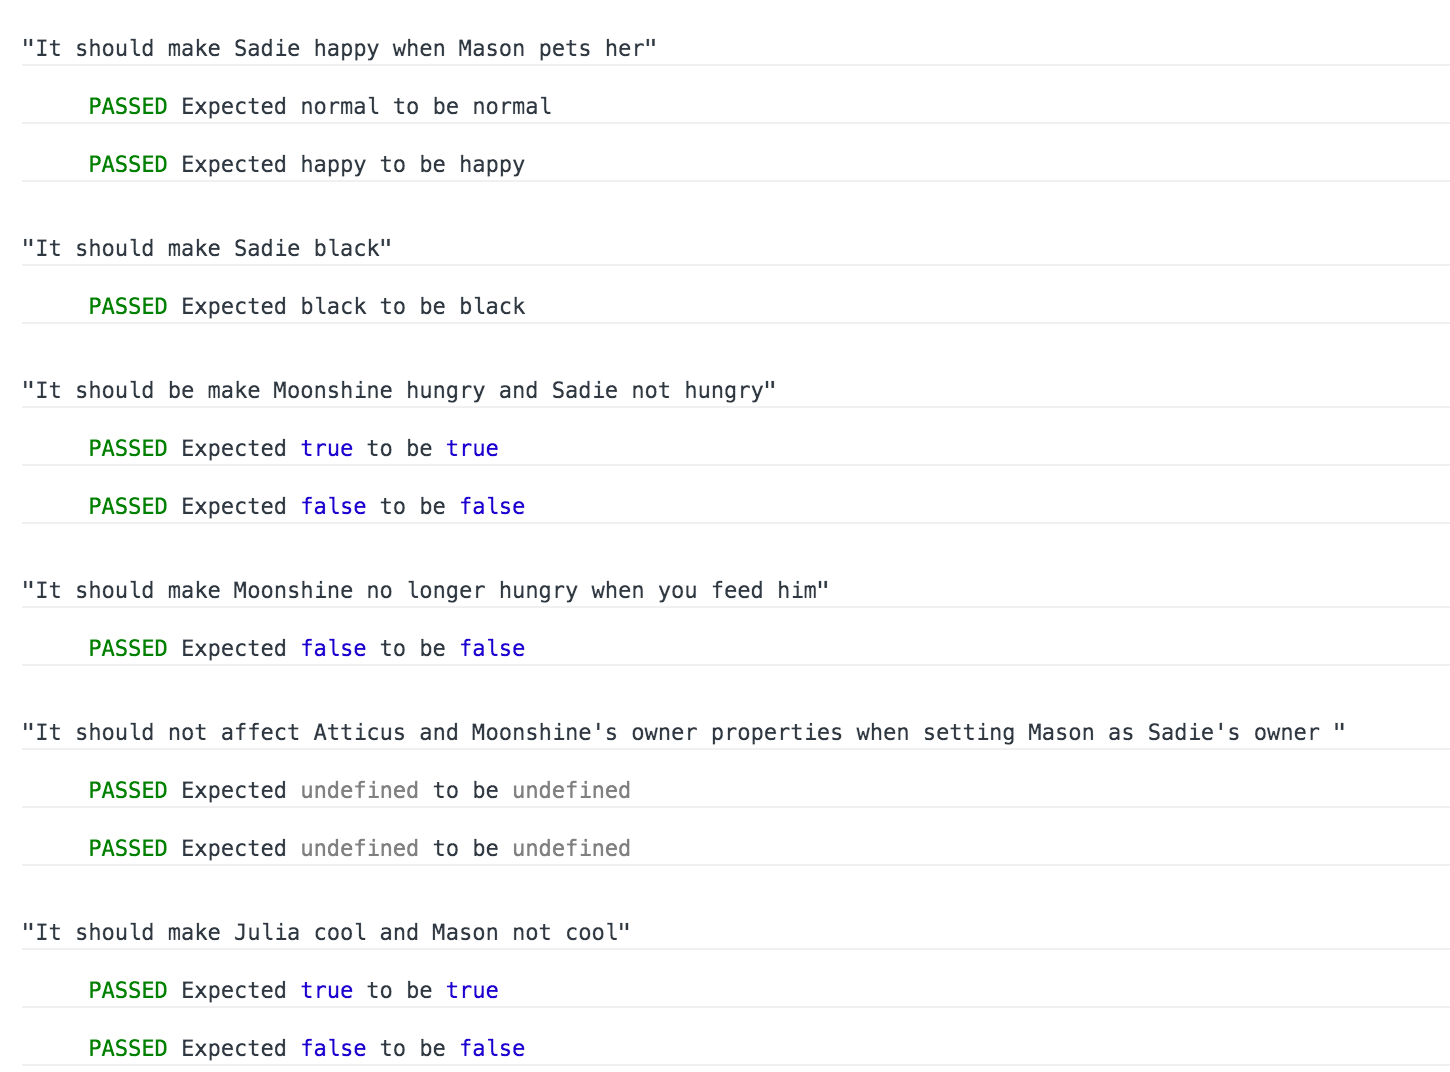 "It should make Sadie happy when Mason pets her"
PASSED Expected normal to be normal
PASSED Expected happy to be happy
"It should make Sadie black"
PASSED Expected black to be black
"It should be make Moonshine hungry and Sadie not hungry"
PASSED Expected true to be true
PASSED Expected false to be false
"It should make Moonshine no longer hungry when you feed him"
PASSED Expected false to be false
"It should not affect Atticus and Moonshine's owner properties when setting Mason as Sadie's owner "
PASSED Expected undefined to be undefined
PASSED Expected undefined to be undefined
"It should make Julia cool and Mason not cool"
PASSED Expected true to be true
PASSED Expected false to be false